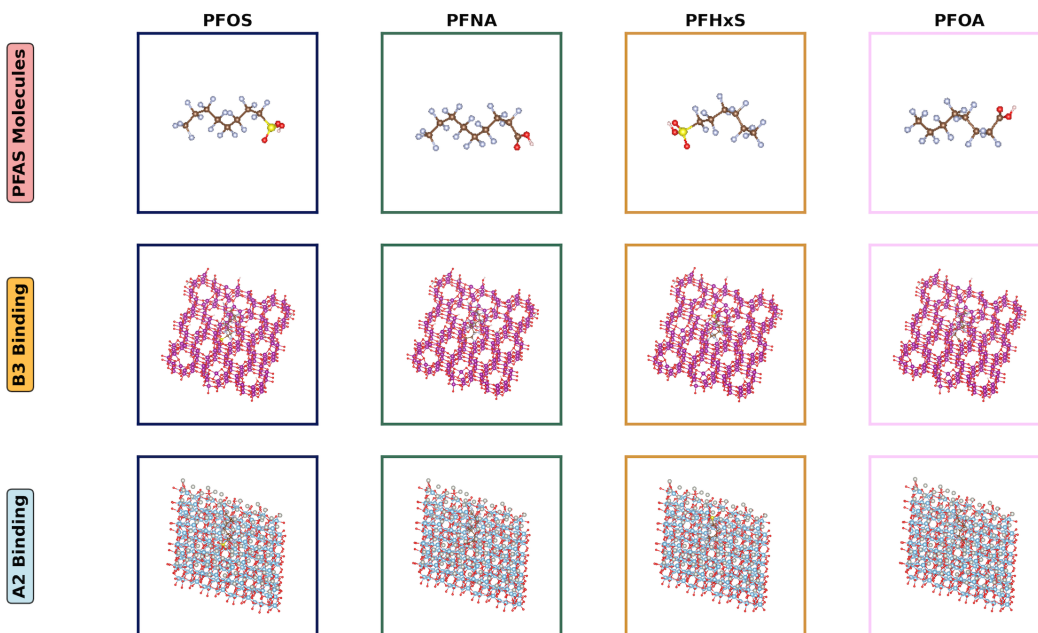 PFOS
PFNA
PFHxS
PFOA
PFAS Molecules
B3 Binding
A2 Binding